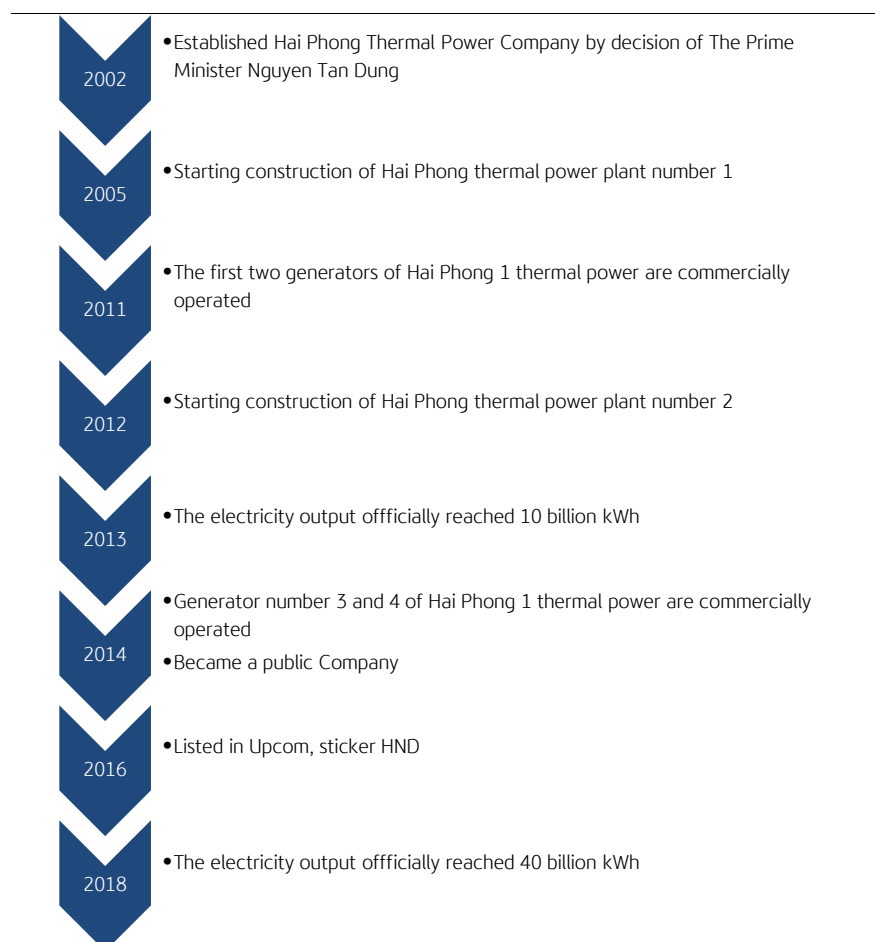 2002
•Established Hai Phong Thermal Power Company by decision of The Prime
Minister Nguyen Tan Dung
2005
•Starting construction of Hai Phong thermal power plant number 1
2011
•The first two generators of Hai Phong 1 thermal power are commercially
operated
2012
•Starting construction of Hai Phong thermal power plant number 2
2013
•The electricity output offficially reached 10 billion kWh
2014
•Generator number 3 and 4 of Hai Phong 1 thermal power are commercially
operated
•Became a public Company
2016
•Listed in Upcom, sticker HND
2018
•The electricity output offficially reached 40 billion kWh